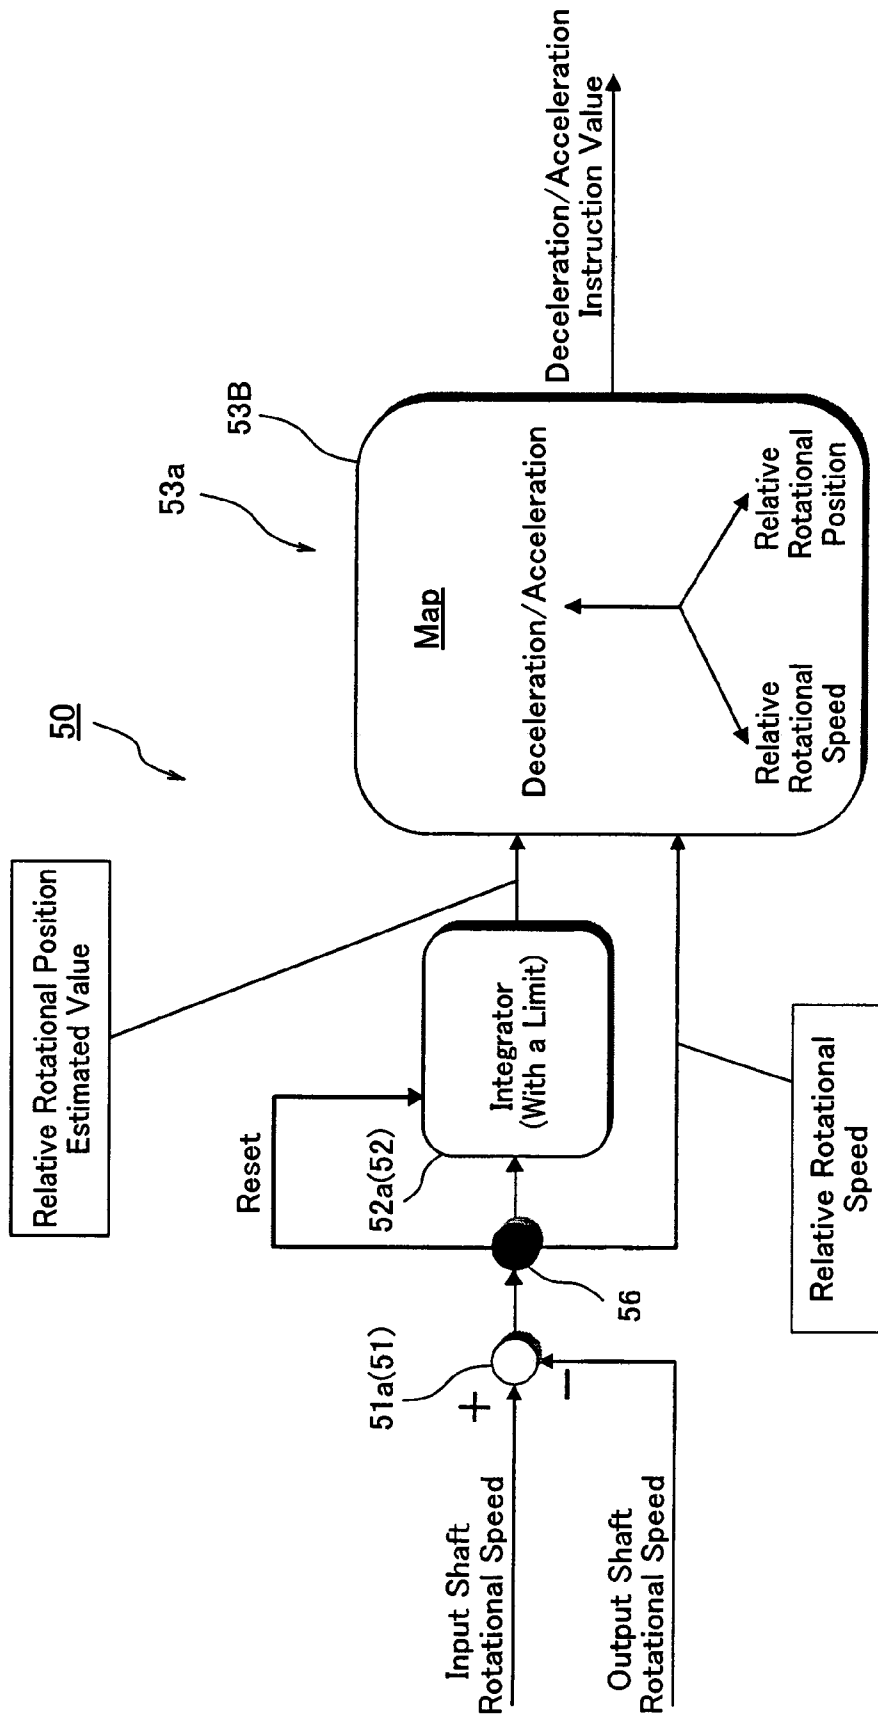 Relative Rotational Position
Estimated Value
50
53a
53B
Reset
52a(52)
Integrator
(With a Limit)
Map
Deceleration/Acceleration
Relative
Rotational
Speed
Relative
Rotational
Position
Deceleration/Acceleration
Instruction Value
51a(51)
+
−
56
Input Shaft
Rotational Speed
Output Shaft
Rotational Speed
Relative Rotational
Speed